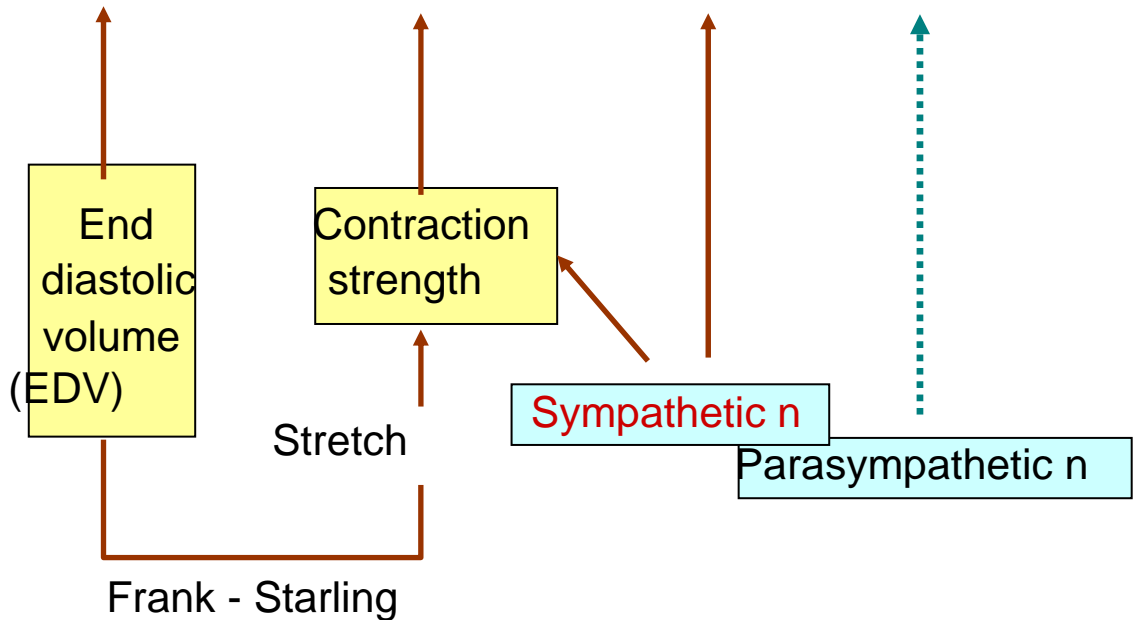 End
diastolic
volume
(EDV)
Contraction
strength
Stretch
Sympathetic n
Parasympathetic n
Frank - Starling